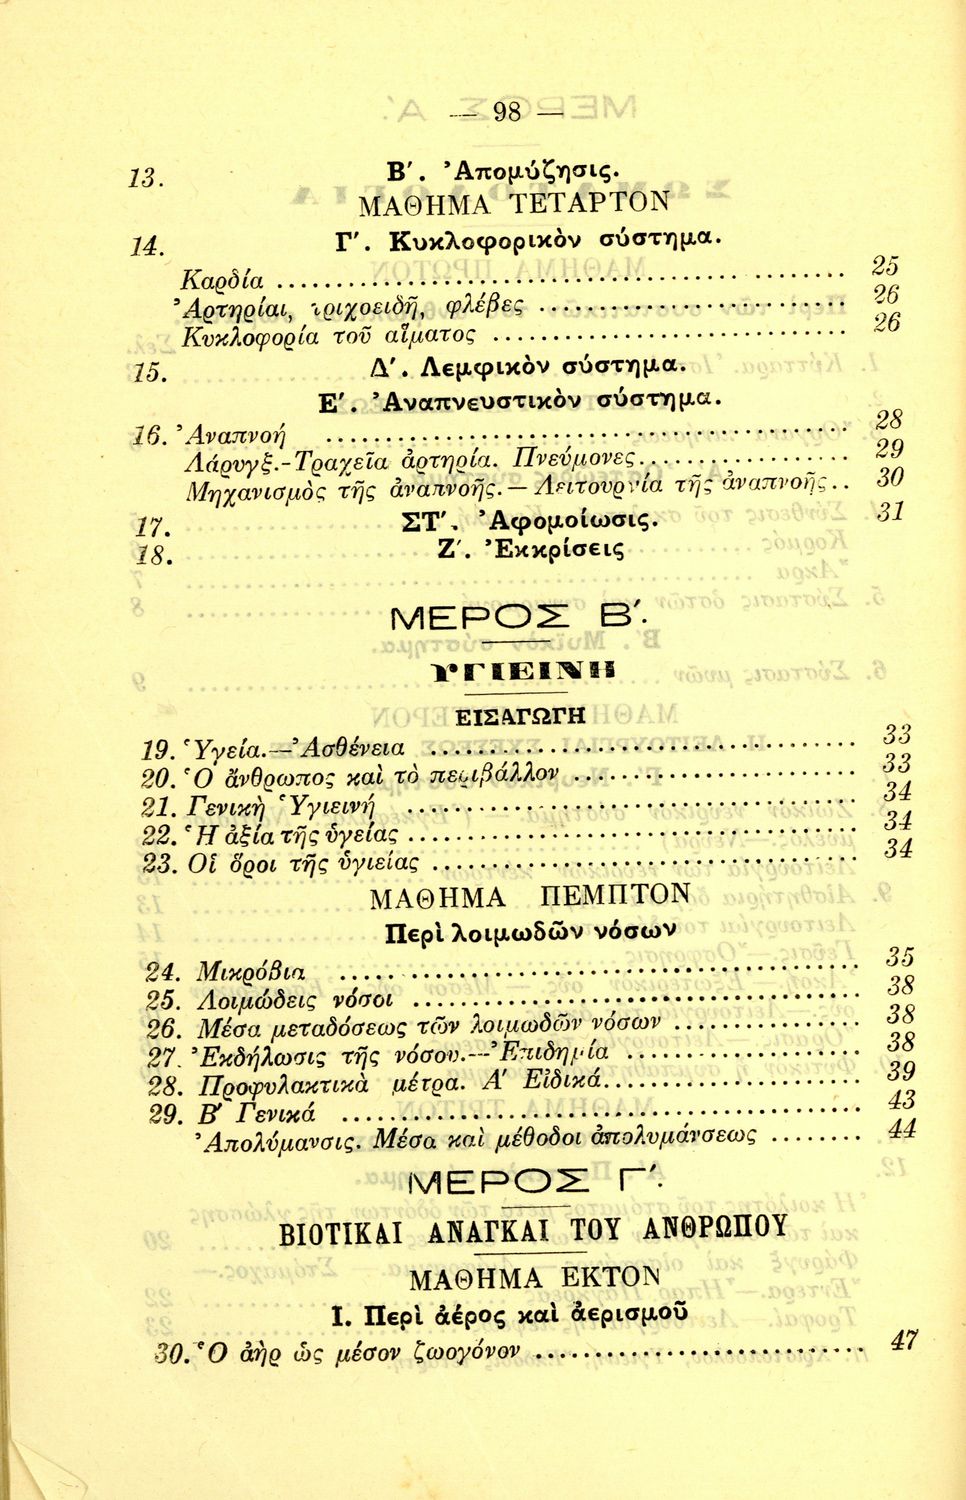 — 98 —
13. Β′. Ἀπομύζησις.
ΜΑΘΗΜΑ ΤΕΤΑΡΤΟΝ
14. Γ′. Κυκλοφορικὸν σύστημα.
Καρδία 25
Ἀρτηρίαι, τριχοειδῆ, φλέβες 26
Κυκλοφορία τοῦ αἵματος 26
15. Δ′. Λεμφικὸν σύστημα.
Ε′. Ἀναπνευστικὸν σύστημα.
16. Ἀναπνοή 28
Λάρυγξ.-Τραχεῖα ἀρτηρία. Πνεύμονες 29
Μηχανισμὸς τῆς ἀναπνοῆς.—Λειτουργία τῆς ἀναπνοῆς.. 30
17. ΣΤ′. Ἀφομοίωσις. 31
18. Ζ′. Ἐκκρίσεις
ΜΕΡΟΣ Β′.
ΥΓΙΕΙΝΗ
ΕΙΣΑΓΩΓΗ
19. Ὑγεία.—Ἀσθένεια 33
20. Ὁ ἄνθρωπος καὶ τὸ περιβάλλον 33
21. Γενικὴ Ὑγιεινή 34
22. Ἡ ἀξία τῆς ὑγείας 34
23. Οἱ ὅροι τῆς ὑγιείας 34
ΜΑΘΗΜΑ ΠΕΜΠΤΟΝ
Περὶ λοιμωδῶν νόσων
24. Μικρόβια 35
25. Λοιμώδεις νόσοι 38
26. Μέσα μεταδόσεως τῶν λοιμωδῶν νόσων 38
27. Ἐκδήλωσις τῆς νόσου.—Ἐπιδημία 38
28. Προφυλακτικὰ μέτρα. Α′ Εἰδικά 39
29. Β′ Γενικά 43
Ἀπολύμανσις. Μέσα καὶ μέθοδοι ἀπολυμάνσεως 44
ΜΕΡΟΣ Γ′.
ΒΙΟΤΙΚΑΙ ΑΝΑΓΚΑΙ ΤΟΥ ΑΝΘΡΩΠΟΥ
ΜΑΘΗΜΑ ΕΚΤΟΝ
Ι. Περὶ ἀέρος καὶ ἀερισμοῦ
30. Ὁ ἀὴρ ὡς μέσον ζωογόνον 47